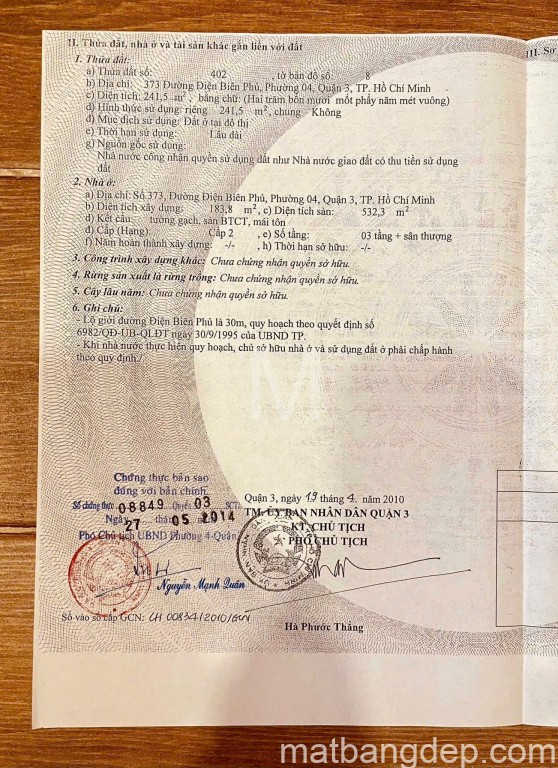 II. Thửa đất, nhà ở và tài sản khác gắn liền với đất
III. Sơ
1. Thửa đất:
a) Thửa đất số: 402 , tờ bản đồ số: 8
b) Địa chỉ: 373 Đường Điện Biên Phủ, Phường 04, Quận 3, TP. Hồ Chí Minh
c) Diện tích: 241,5 m², bằng chữ: (Hai trăm bốn mươi mốt phẩy năm mét vuông)
d) Hình thức sử dụng: riêng 241,5 m², chung Không
đ) Mục đích sử dụng: Đất ở tại đô thị
e) Thời hạn sử dụng: Lâu dài
g) Nguồn gốc sử dụng:
Nhà nước công nhận quyền sử dụng đất như Nhà nước giao đất có thu tiền sử dụng
đất
2. Nhà ở:
a) Địa chỉ: Số 373, Đường Điện Biên Phủ, Phường 04, Quận 3, TP. Hồ Chí Minh
b) Diện tích xây dựng: 183,8 m², c) Diện tích sàn: 532,3 m²
d) Kết cấu: tường gạch, sàn BTCT, mái tôn
đ) Cấp (Hạng): Cấp 2 , e) Số tầng: 03 tầng + sân thượng
f) Năm hoàn thành xây dựng: -/- , h) Thời hạn sở hữu: -/-
3. Công trình xây dựng khác: Chưa chứng nhận quyền sở hữu.
4. Rừng sản xuất là rừng trồng: Chưa chứng nhận quyền sở hữu.
5. Cây lâu năm: Chưa chứng nhận quyền sở hữu.
6. Ghi chú:
- Lộ giới đường Điện Biên Phủ là 30m, quy hoạch theo quyết định số
6982/QĐ-UB-QLĐT ngày 30/9/1995 của UBND TP.
- Khi nhà nước thực hiện quy hoạch, chủ sở hữu nhà ở và sử dụng đất ở phải chấp hành
theo quy định./.
Chứng thực bản sao
đúng với bản chính
Số chứng thực 08849 Quyển 03 SCT/
Ngày 27 tháng 05 2014
Phó Chủ tịch UBND Phường 4-Quận
Nguyễn Mạnh Quân
Quận 3, ngày 19 tháng 4 năm 2010
TM. ỦY BAN NHÂN DÂN QUẬN 3
KT. CHỦ TỊCH
PHÓ CHỦ TỊCH
Số vào sổ cấp GCN: CH 00834/2010/GCN
Hà Phước Thắng
matbangdep.com